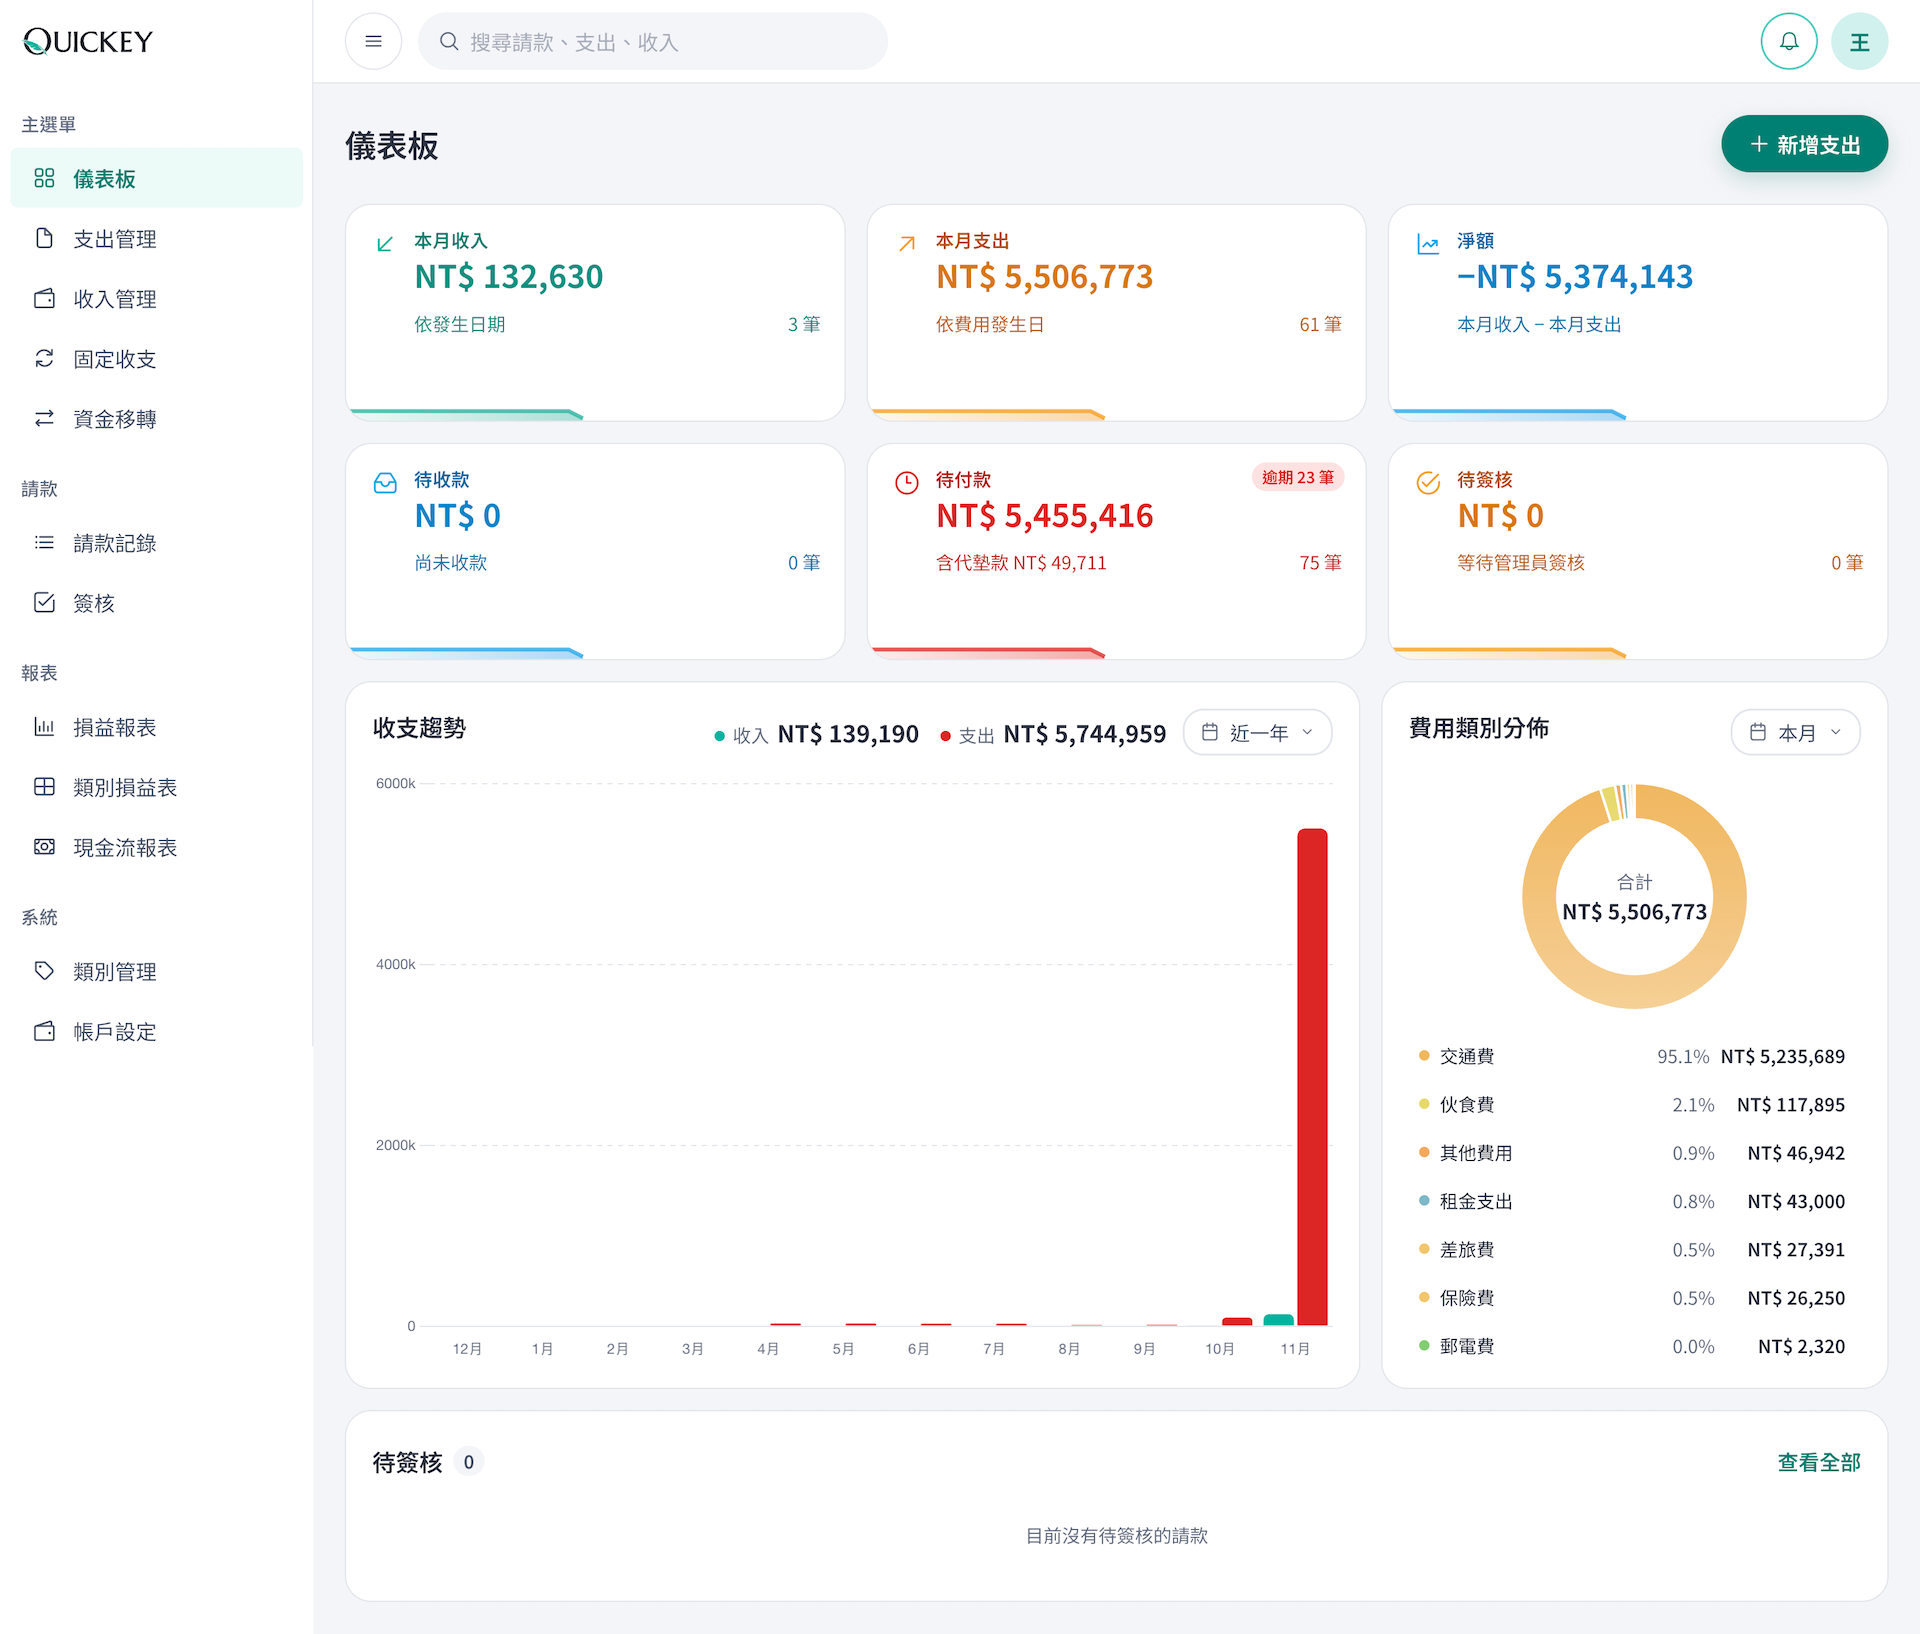 QUICKEY
搜尋請款、支出、收入
王
主選單
儀表板
支出管理
收入管理
固定收支
資金移轉
請款
請款記錄
簽核
報表
損益報表
類別損益表
現金流報表
系統
類別管理
帳戶設定
儀表板
新增支出
本月收入
NT$ 132,630
依發生日期 3 筆
本月支出
NT$ 5,506,773
依費用發生日 61 筆
淨額
−NT$ 5,374,143
本月收入 − 本月支出
待收款
NT$ 0
尚未收款 0 筆
待付款 逾期 23 筆
NT$ 5,455,416
含代墊款 NT$ 49,711 75 筆
待簽核
NT$ 0
等待管理員簽核 0 筆
收支趨勢 收入 NT$ 139,190 支出 NT$ 5,744,959 近一年
6000k
4000k
2000k
0
12月 1月 2月 3月 4月 5月 6月 7月 8月 9月 10月 11月
費用類別分佈 本月
合計
NT$ 5,506,773
交通費 95.1% NT$ 5,235,689
伙食費 2.1% NT$ 117,895
其他費用 0.9% NT$ 46,942
租金支出 0.8% NT$ 43,000
差旅費 0.5% NT$ 27,391
保險費 0.5% NT$ 26,250
郵電費 0.0% NT$ 2,320
待簽核 0 查看全部
目前沒有待簽核的請款